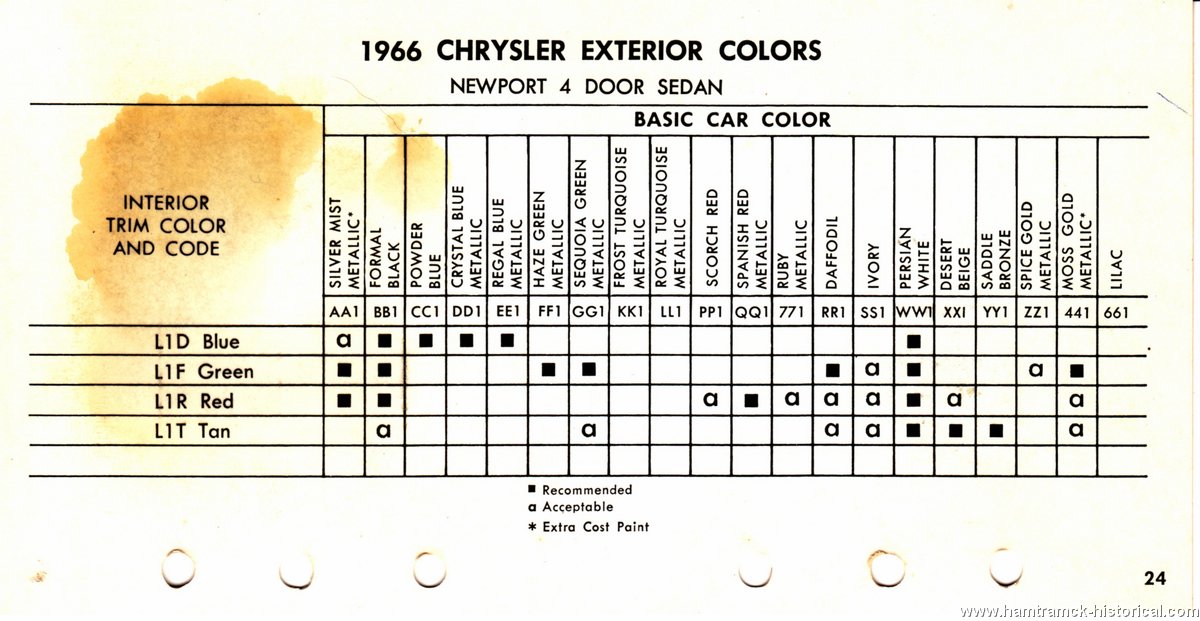 1966 CHRYSLER EXTERIOR COLORS
NEWPORT 4 DOOR SEDAN
BASIC CAR COLOR
INTERIOR
TRIM COLOR
AND CODE
SILVER MIST
METALLIC*
FORMAL
BLACK
POWDER
BLUE
CRYSTAL BLUE
METALLIC
REGAL BLUE
METALLIC
HAZE GREEN
METALLIC
SEQUOIA GREEN
METALLIC
FROST TURQUOISE
METALLIC
ROYAL TURQUOISE
METALLIC
SCORCH RED
SPANISH RED
METALLIC
RUBY
METALLIC
DAFFODIL
IVORY
PERSIAN
WHITE
DESERT
BEIGE
SADDLE
BRONZE
SPICE GOLD
METALLIC
MOSS GOLD
METALLIC*
LILAC
AA1 BB1 CC1 DD1 EE1 FF1 GG1 KK1 LL1 PP1 QQ1 771 RR1 SS1 WW1 XXI YY1 ZZ1 441 661
L1D Blue a ■ ■ ■ ■ ■
L1F Green ■ ■ ■ ■ ■ a ■ a ■
L1R Red ■ ■ a ■ a a a ■ a a
L1T Tan a a a a ■ ■ ■ a
■ Recommended
a Acceptable
* Extra Cost Paint
24
www.hamtramck-historical.com